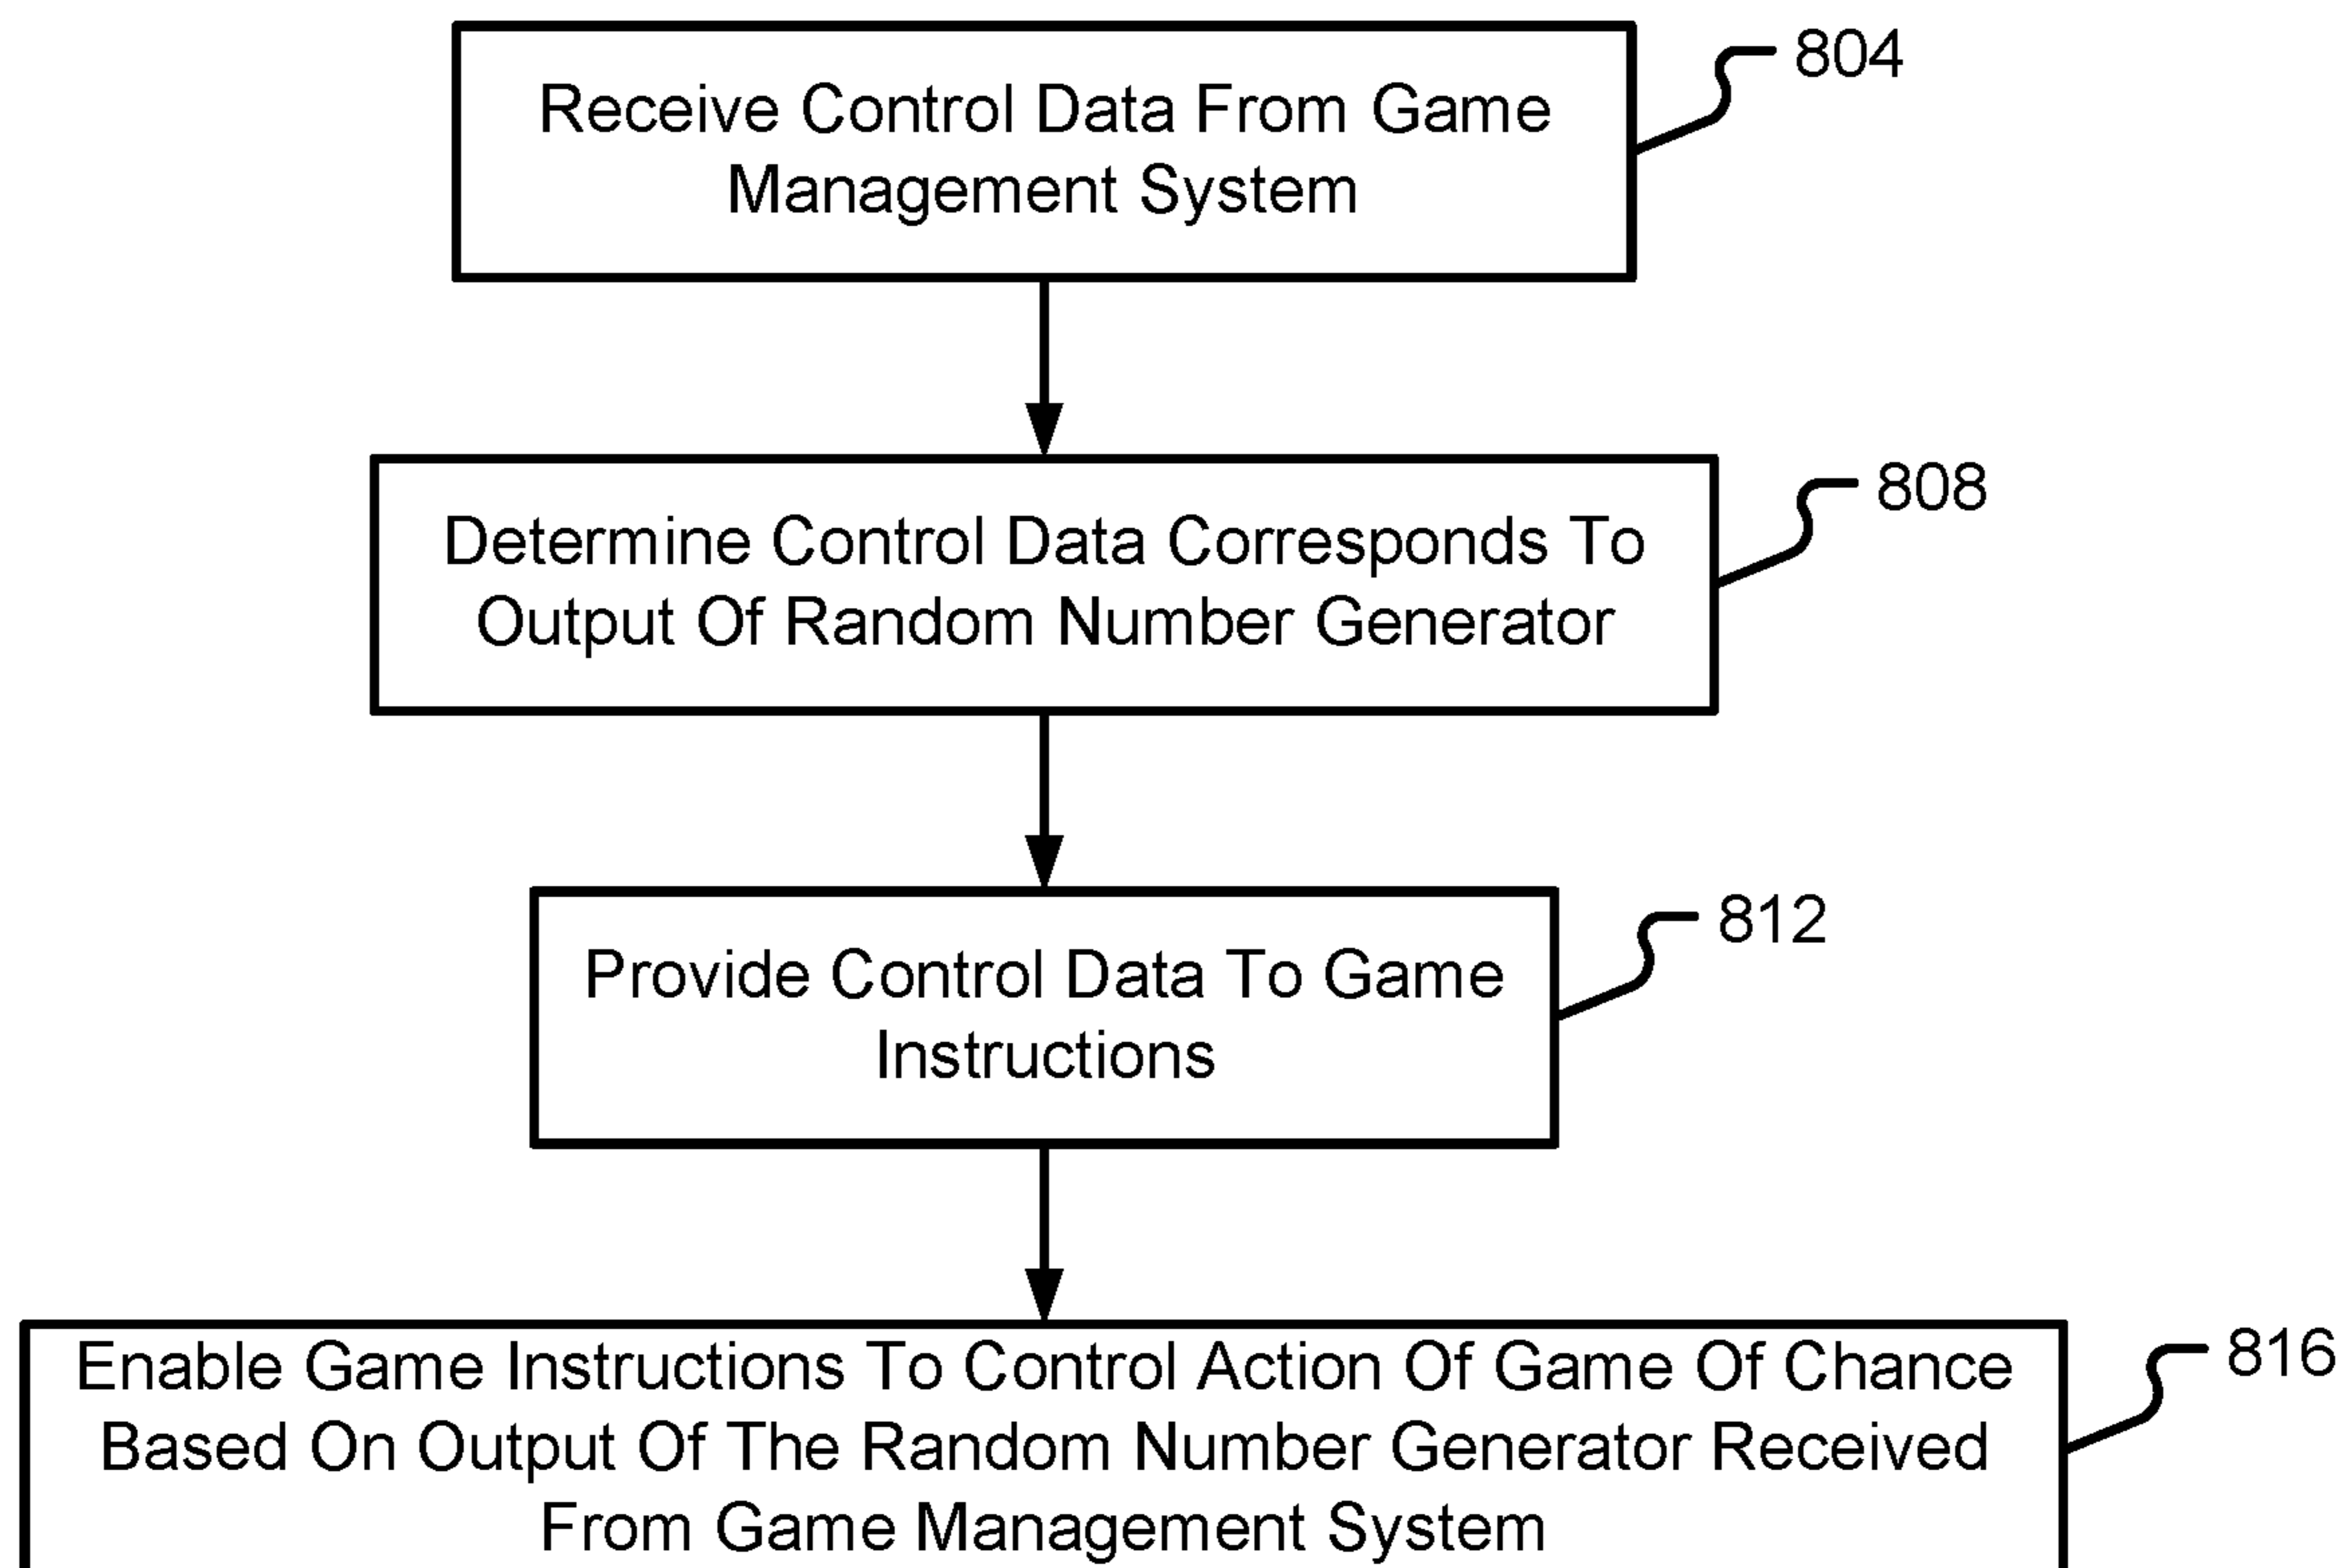 804
Receive Control Data From Game
Management System
808
Determine Control Data Corresponds To
Output Of Random Number Generator
812
Provide Control Data To Game
Instructions
816
Enable Game Instructions To Control Action Of Game Of Chance
Based On Output Of The Random Number Generator Received
From Game Management System